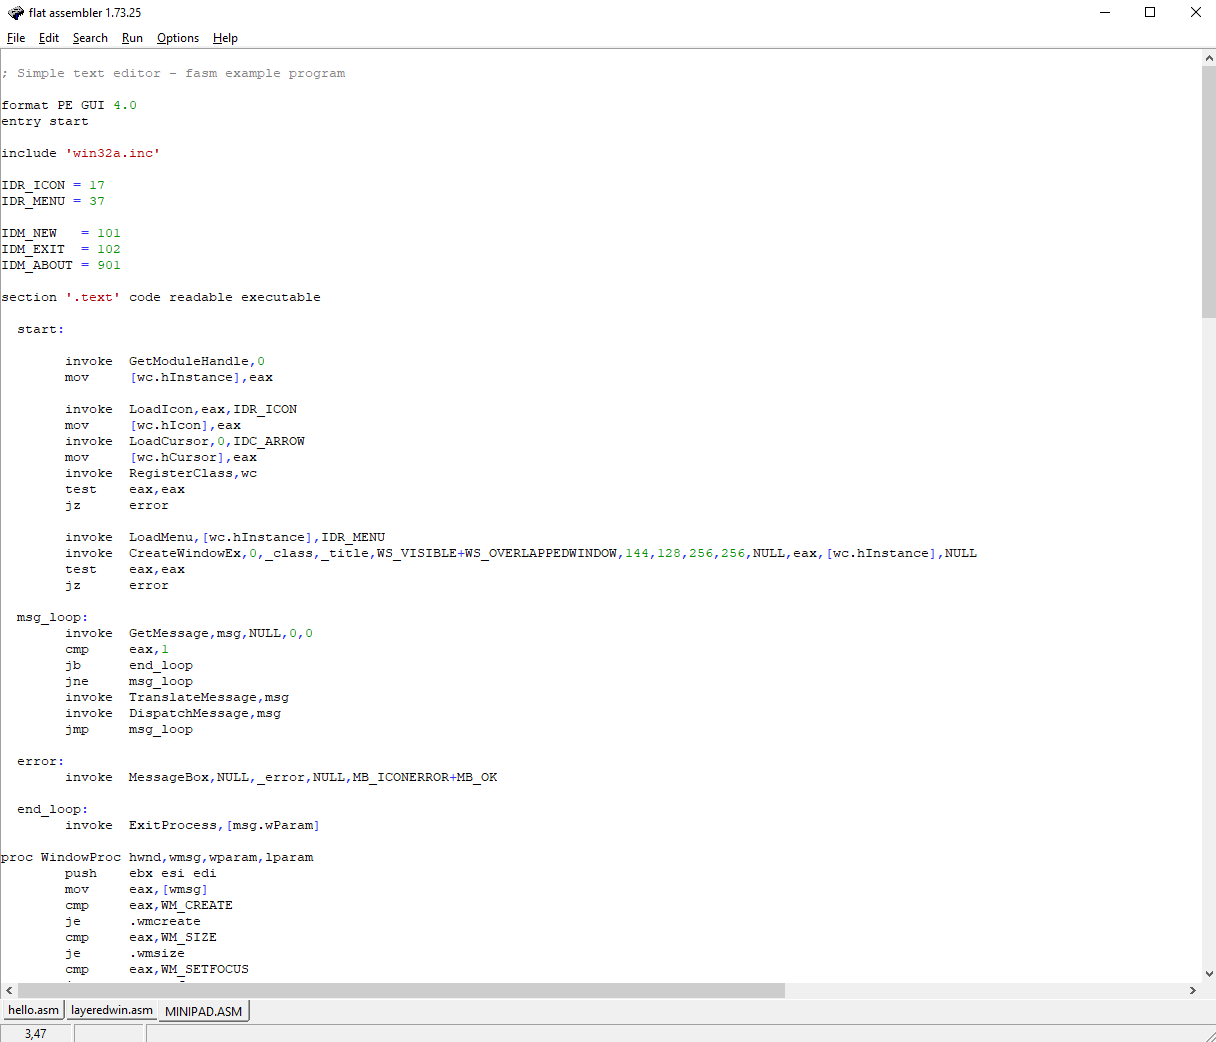 flat assembler 1.73.25
File Edit Search Run Options Help
; Simple text editor - fasm example program
format PE GUI 4.0
entry start
include 'win32a.inc'
IDR_ICON = 17
IDR_MENU = 37
IDM_NEW   = 101
IDM_EXIT  = 102
IDM_ABOUT = 901
section '.text' code readable executable
  start:
        invoke  GetModuleHandle,0
        mov     [wc.hInstance],eax
        invoke  LoadIcon,eax,IDR_ICON
        mov     [wc.hIcon],eax
        invoke  LoadCursor,0,IDC_ARROW
        mov     [wc.hCursor],eax
        invoke  RegisterClass,wc
        test    eax,eax
        jz      error
        invoke  LoadMenu,[wc.hInstance],IDR_MENU
        invoke  CreateWindowEx,0,_class,_title,WS_VISIBLE+WS_OVERLAPPEDWINDOW,144,128,256,256,NULL,eax,[wc.hInstance],NULL
        test    eax,eax
        jz      error
  msg_loop:
        invoke  GetMessage,msg,NULL,0,0
        cmp     eax,1
        jb      end_loop
        jne     msg_loop
        invoke  TranslateMessage,msg
        invoke  DispatchMessage,msg
        jmp     msg_loop
  error:
        invoke  MessageBox,NULL,_error,NULL,MB_ICONERROR+MB_OK
  end_loop:
        invoke  ExitProcess,[msg.wParam]
proc WindowProc hwnd,wmsg,wparam,lparam
        push    ebx esi edi
        mov     eax,[wmsg]
        cmp     eax,WM_CREATE
        je      .wmcreate
        cmp     eax,WM_SIZE
        je      .wmsize
        cmp     eax,WM_SETFOCUS
hello.asm layeredwin.asm MINIPAD.ASM
3,47